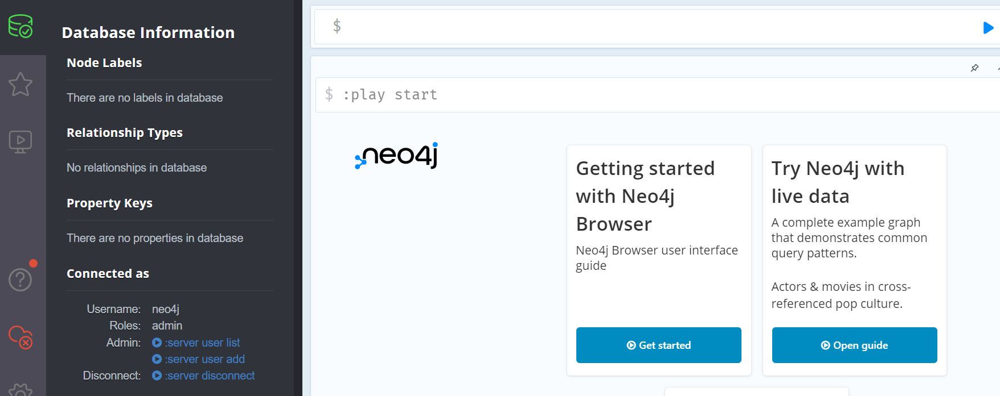 Database Information
Node Labels
There are no labels in database
Relationship Types
No relationships in database
Property Keys
There are no properties in database
Connected as
Username: neo4j
Roles: admin
Admin: :server user list
:server user add
Disconnect: :server disconnect
$
$ :play start
neo4j
Getting started
with Neo4j
Browser
Neo4j Browser user interface
guide
Get started
Try Neo4j with
live data
A complete example graph
that demonstrates common
query patterns.
Actors & movies in cross-
referenced pop culture.
Open guide